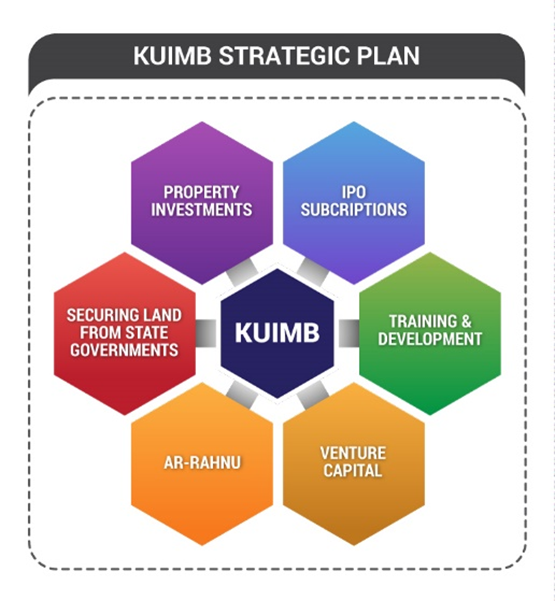 KUIMB STRATEGIC PLAN
PROPERTY
INVESTMENTS
IPO
SUBCRIPTIONS
SECURING LAND
FROM STATE
GOVERNMENTS
KUIMB
TRAINING &
DEVELOPMENT
AR-RAHNU
VENTURE
CAPITAL